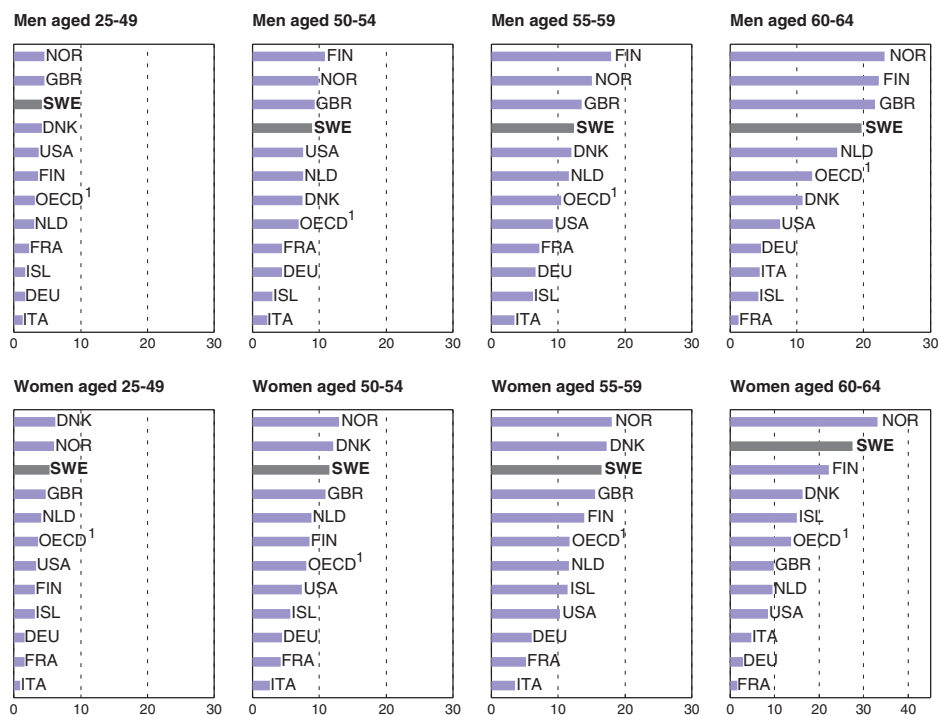 Men aged 25-49
NOR
GBR
SWE
DNK
USA
FIN
OECD1
NLD
FRA
ISL
DEU
ITA
0 10 20 30
Men aged 50-54
FIN
NOR
GBR
SWE
USA
NLD
DNK
OECD1
FRA
DEU
ISL
ITA
0 10 20 30
Men aged 55-59
FIN
NOR
GBR
SWE
DNK
NLD
OECD1
USA
FRA
DEU
ISL
ITA
0 10 20 30
Men aged 60-64
NOR
FIN
GBR
SWE
NLD
OECD1
DNK
USA
DEU
ITA
ISL
FRA
0 10 20 30
Women aged 25-49
DNK
NOR
SWE
GBR
NLD
OECD1
USA
FIN
ISL
DEU
FRA
ITA
0 10 20 30
Women aged 50-54
NOR
DNK
SWE
GBR
NLD
FIN
OECD1
USA
ISL
DEU
FRA
ITA
0 10 20 30
Women aged 55-59
NOR
DNK
SWE
GBR
FIN
OECD1
NLD
ISL
USA
DEU
FRA
ITA
0 10 20 30
Women aged 60-64
NOR
SWE
FIN
DNK
ISL
OECD1
GBR
NLD
USA
ITA
DEU
FRA
0 10 20 30 40